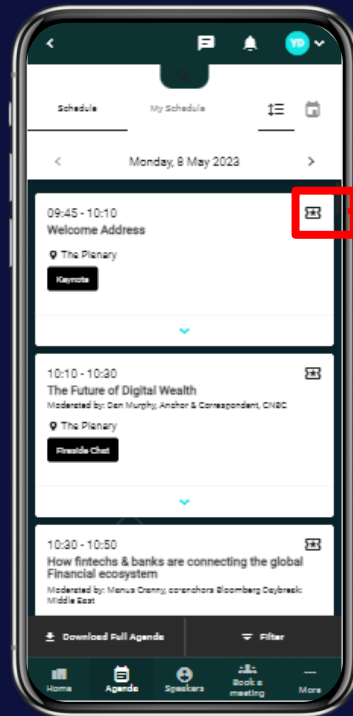 YD
Schedule
My Schedule
Monday, 8 May 2023
09:45 - 10:10
Welcome Address
The Plenary
Keynote
10:10 - 10:30
The Future of Digital Wealth
Moderated by: Dan Murphy, Anchor & Correspondent, CNBC
The Plenary
Fireside Chat
10:30 - 10:50
How fintechs & banks are connecting the global
Financial ecosystem
Moderated by: Manus Cranny, coranchors Bloomberg Daybreak:
Middle East
Download Full Agenda
Filter
Home
Agenda
Speakers
Book a
meeting
More